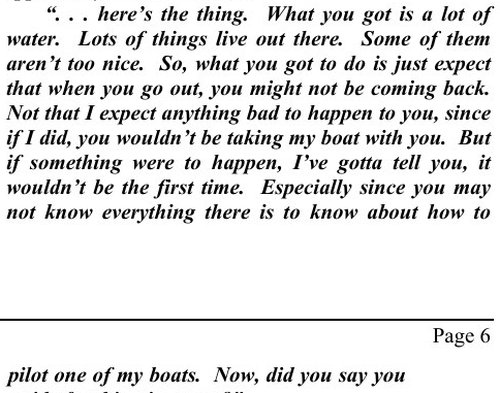 “. . . here’s the thing. What you got is a lot of
water. Lots of things live out there. Some of them
aren’t too nice. So, what you got to do is just expect
that when you go out, you might not be coming back.
Not that I expect anything bad to happen to you, since
if I did, you wouldn’t be taking my boat with you. But
if something were to happen, I’ve gotta tell you, it
wouldn’t be the first time. Especially since you may
not know everything there is to know about how to
Page 6
pilot one of my boats. Now, did you say you